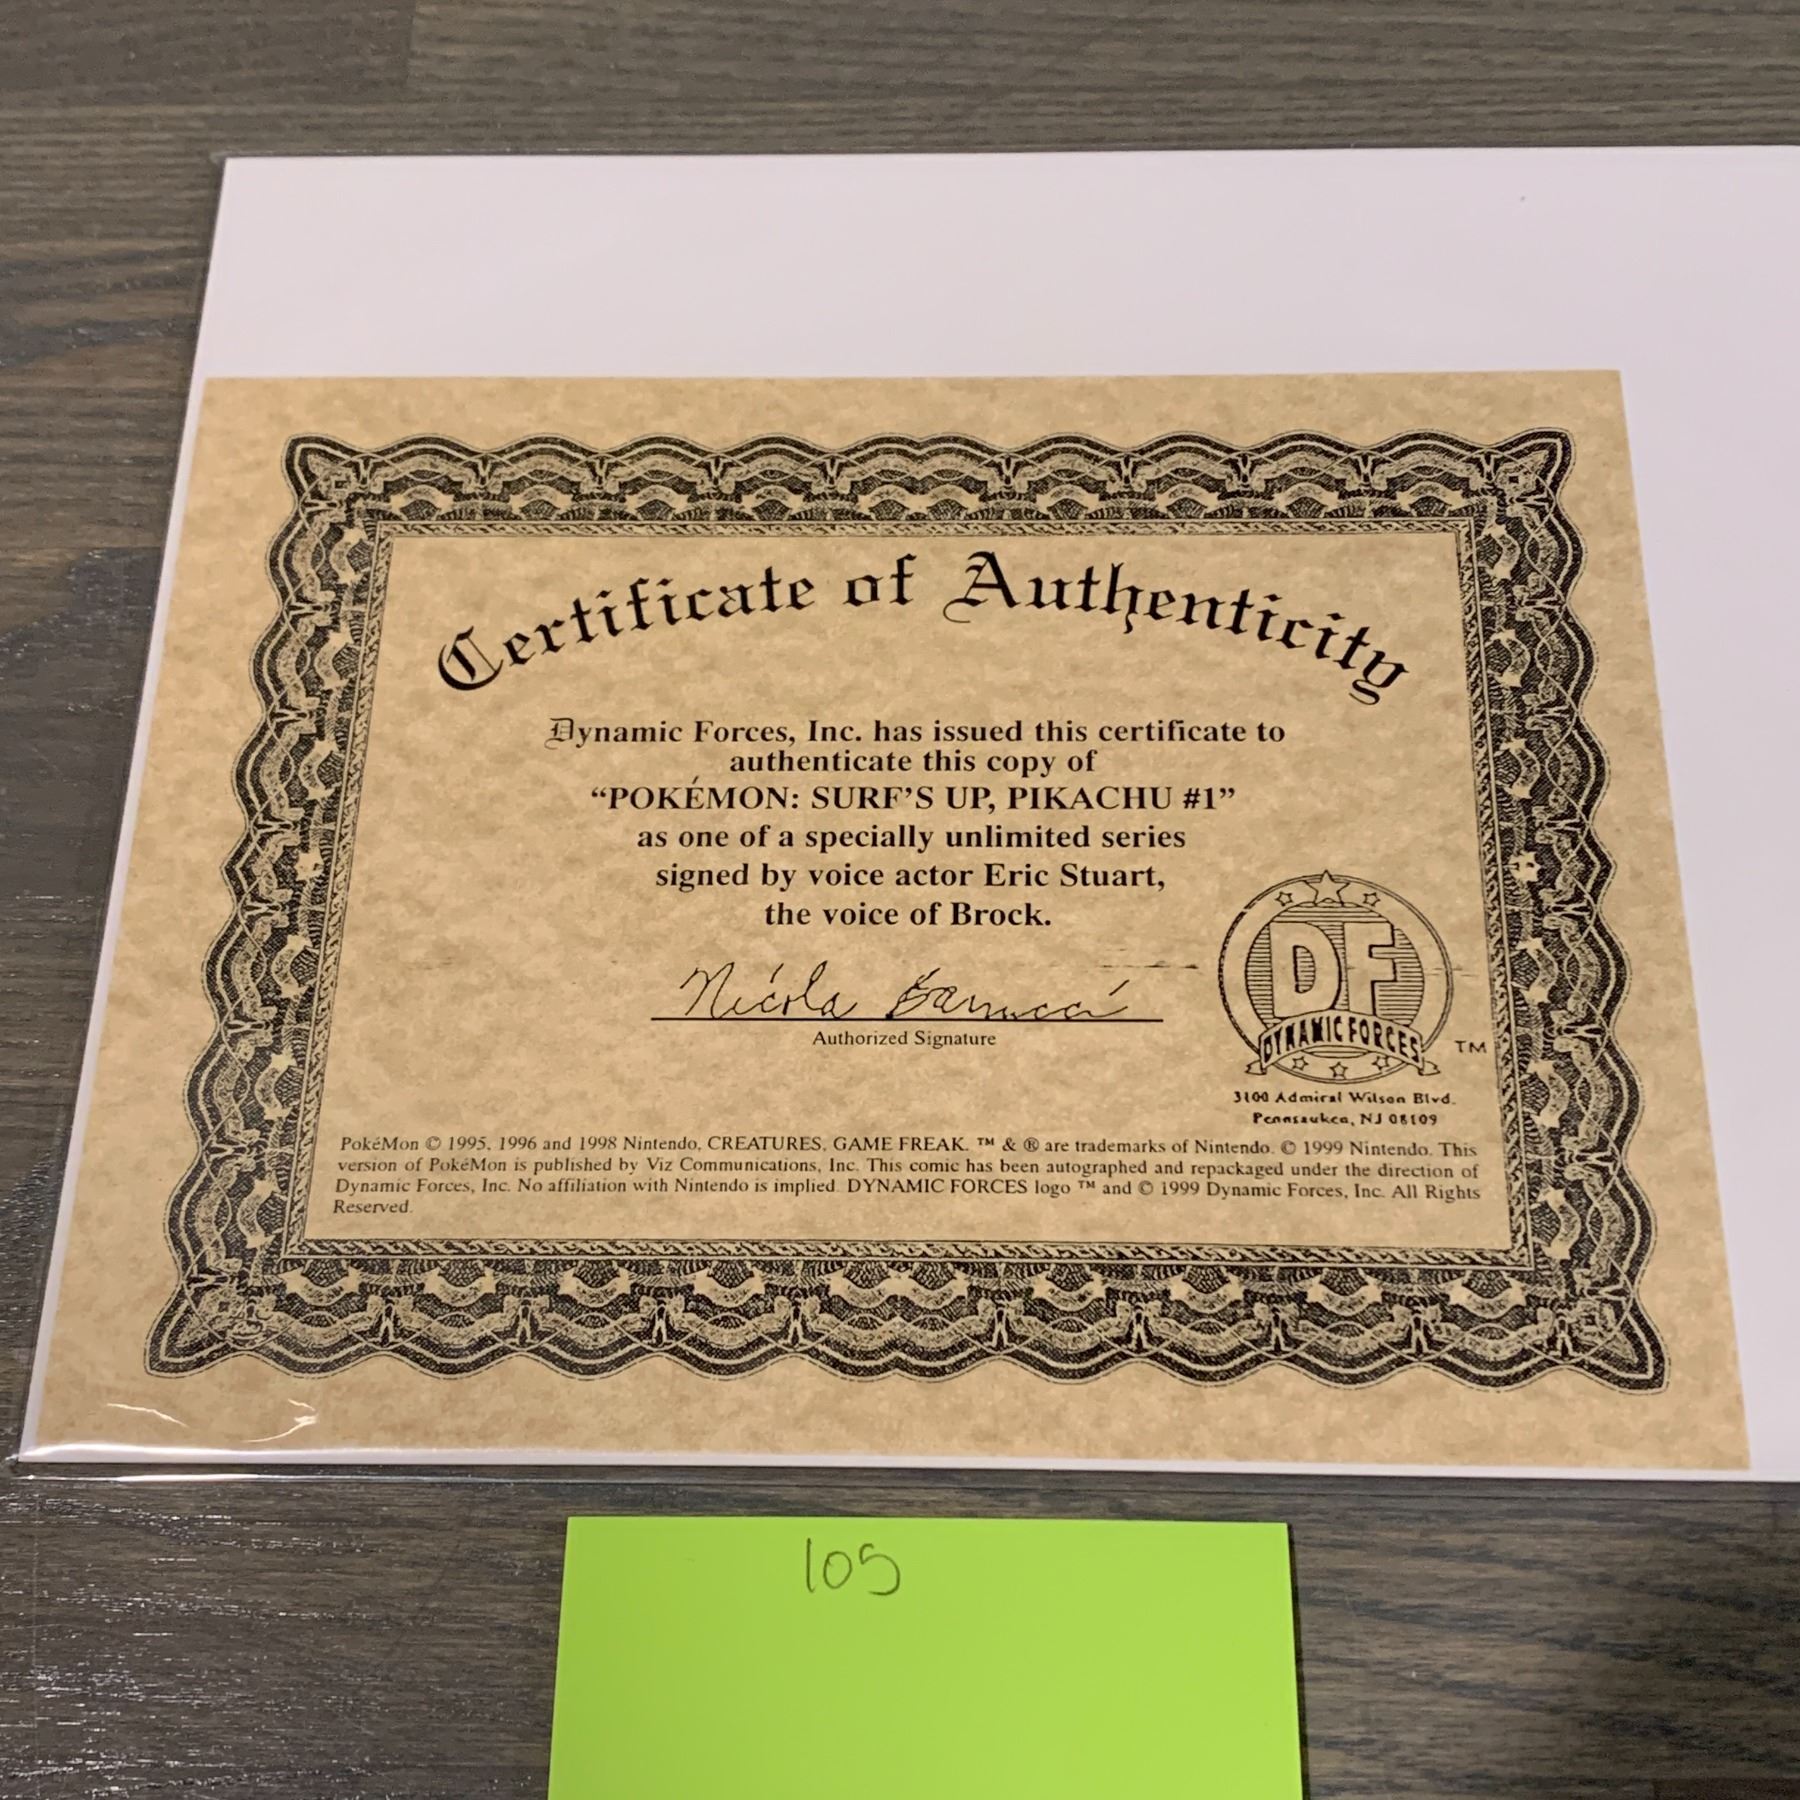 Certificate of Authenticity
Dynamic Forces, Inc. has issued this certificate to
authenticate this copy of
“POKÉMON: SURF’S UP, PIKACHU #1”
as one of a specially unlimited series
signed by voice actor Eric Stuart,
the voice of Brock.
Nicola Barrucci
Authorized Signature
DF
DYNAMIC FORCES
TM
3100 Admiral Wilson Blvd.
Pennsauken, NJ 08109
PokéMon © 1995, 1996 and 1998 Nintendo, CREATURES, GAME FREAK. ™ & ® are trademarks of Nintendo. © 1999 Nintendo. This
version of PokéMon is published by Viz Communications, Inc. This comic has been autographed and repackaged under the direction of
Dynamic Forces, Inc. No affiliation with Nintendo is implied. DYNAMIC FORCES logo ™ and © 1999 Dynamic Forces, Inc. All Rights
Reserved.
105